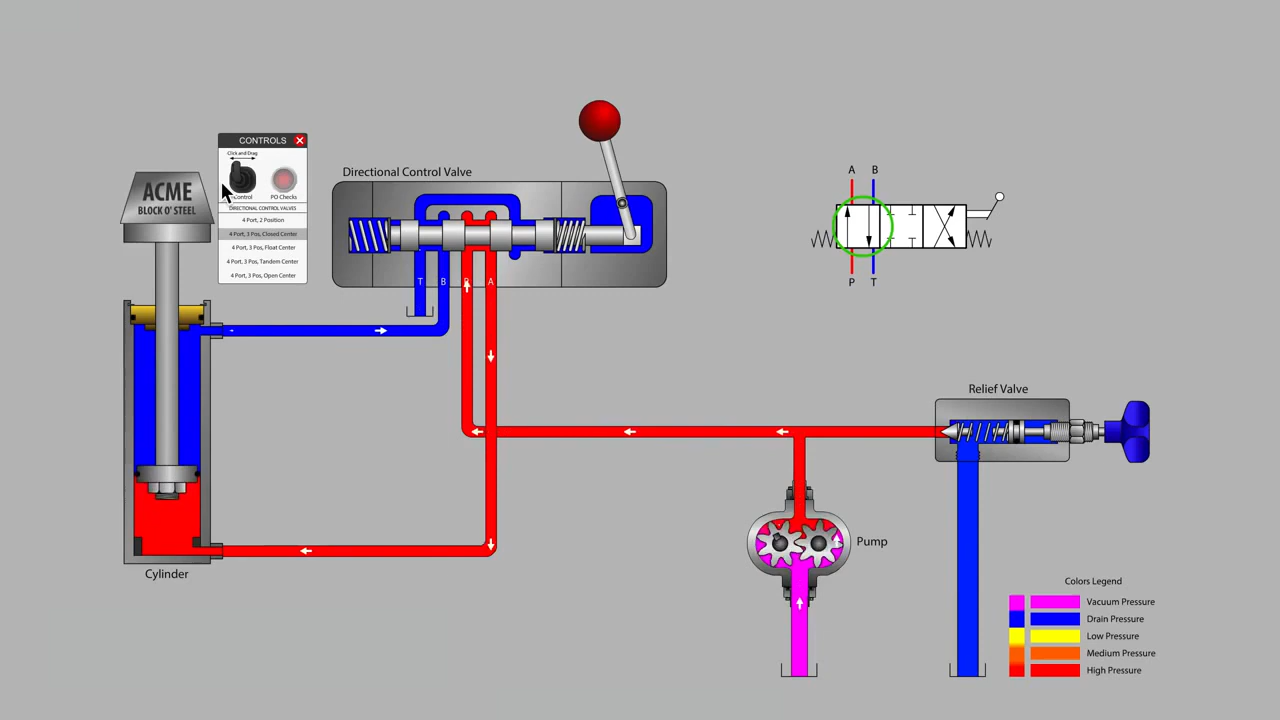 CONTROLS
Click and Drag
Control
PO Checks
DIRECTIONAL CONTROL VALVES
4 Port, 2 Position
4 Port, 3 Pos, Closed Center
4 Port, 3 Pos, Float Center
4 Port, 3 Pos, Tandem Center
4 Port, 3 Pos, Open Center
ACME
BLOCK O' STEEL
Directional Control Valve
T
B
P
A
A
B
P
T
Relief Valve
Pump
Cylinder
Colors Legend
Vacuum Pressure
Drain Pressure
Low Pressure
Medium Pressure
High Pressure